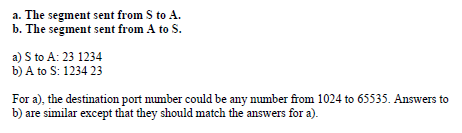 a. The segment sent from S to A.
b. The segment sent from A to S.
a) S to A: 23 1234
b) A to S: 1234 23
For a), the destination port number could be any number from 1024 to 65535. Answers to
b) are similar except that they should match the answers for a).